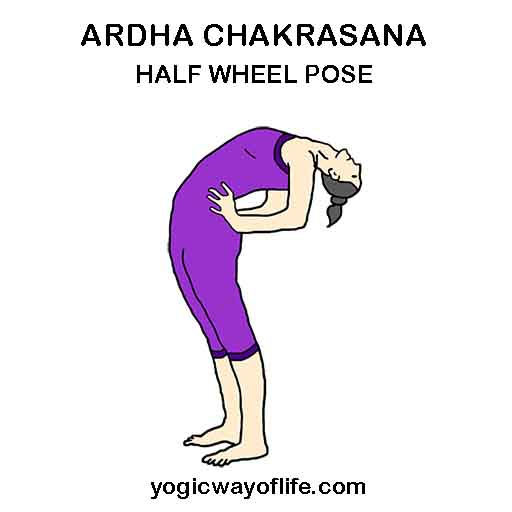 ARDHA CHAKRASANA
HALF WHEEL POSE
yogicwayoflife.com